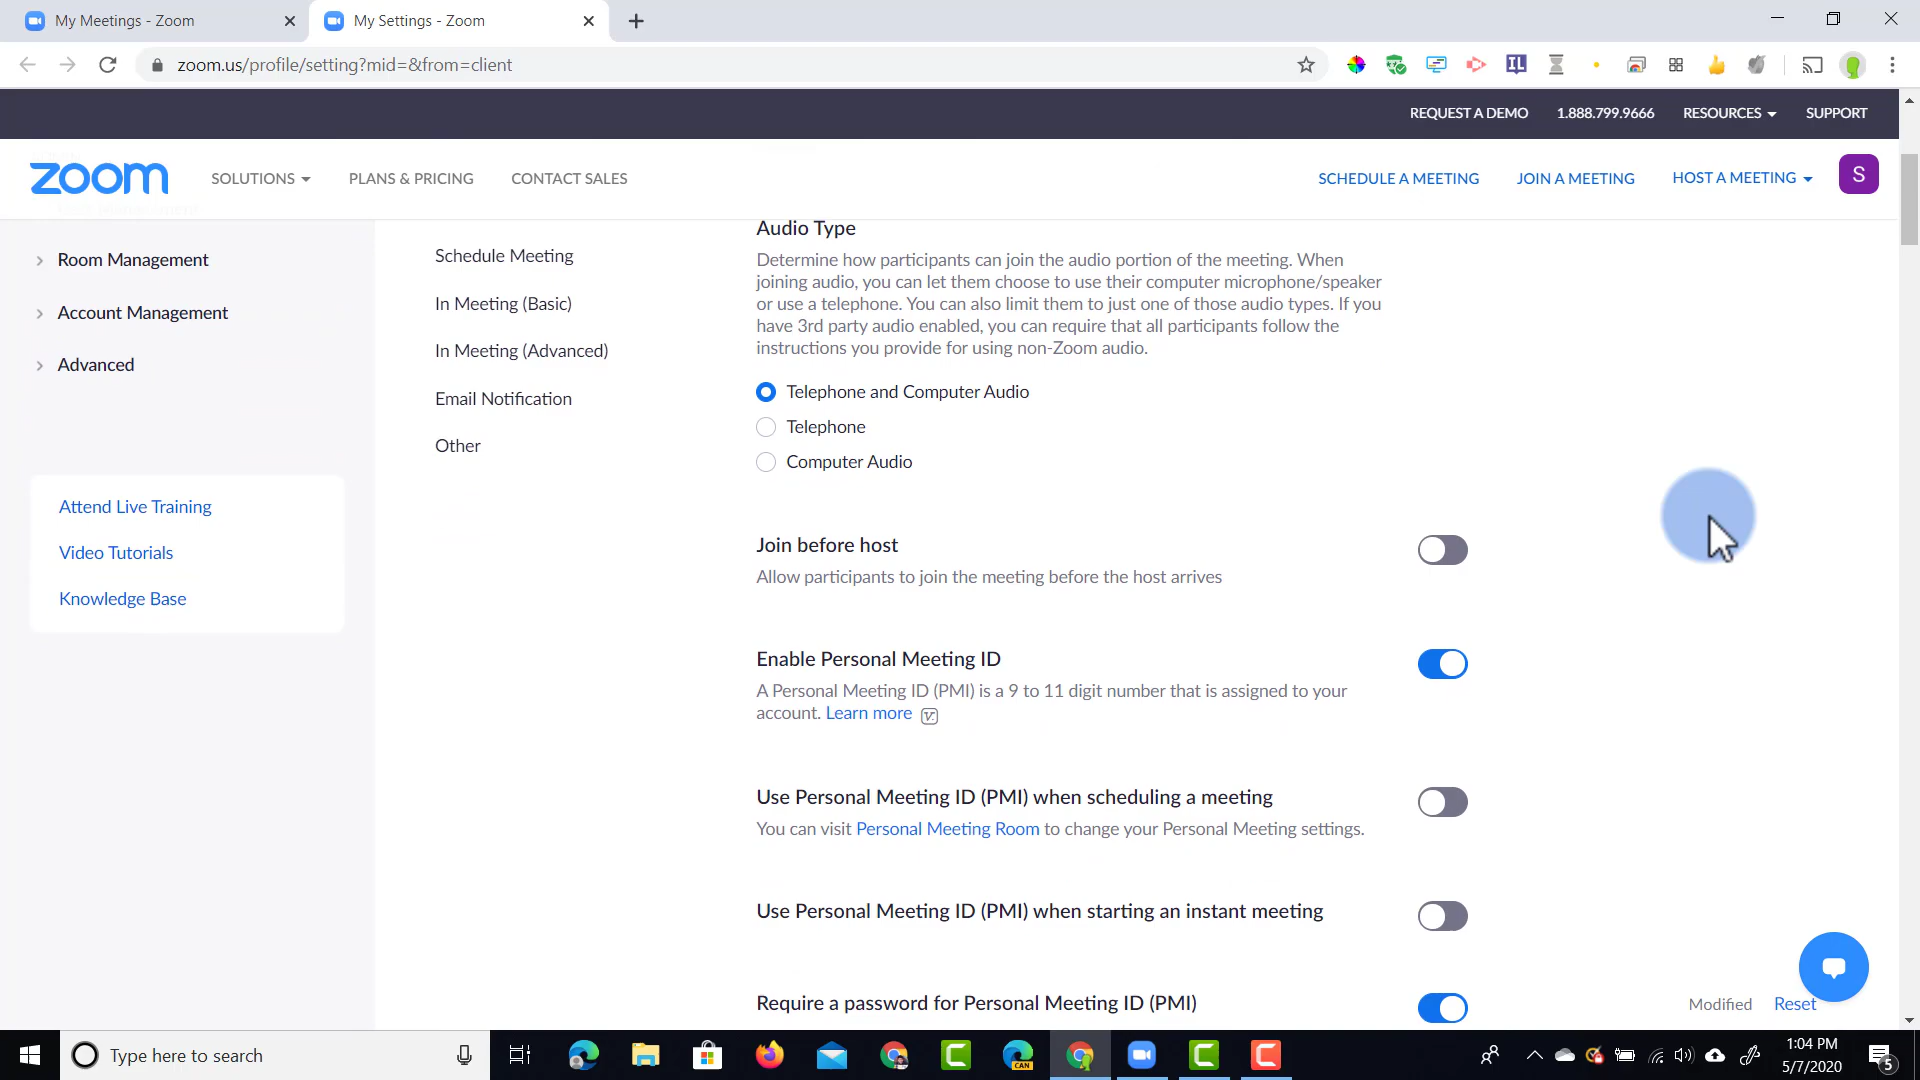 My Meetings - Zoom
My Settings - Zoom
zoom.us/profile/setting?mid=&from=client
IL
REQUEST A DEMO 1.888.799.9666 RESOURCES SUPPORT
zoom SOLUTIONS PLANS & PRICING CONTACT SALES SCHEDULE A MEETING JOIN A MEETING HOST A MEETING S
Room Management
Account Management
Advanced
Attend Live Training
Video Tutorials
Knowledge Base
Schedule Meeting
In Meeting (Basic)
In Meeting (Advanced)
Email Notification
Other
Audio Type
Determine how participants can join the audio portion of the meeting. When
joining audio, you can let them choose to use their computer microphone/speaker
or use a telephone. You can also limit them to just one of those audio types. If you
have 3rd party audio enabled, you can require that all participants follow the
instructions you provide for using non-Zoom audio.
Telephone and Computer Audio
Telephone
Computer Audio
Join before host
Allow participants to join the meeting before the host arrives
Enable Personal Meeting ID
A Personal Meeting ID (PMI) is a 9 to 11 digit number that is assigned to your
account. Learn more
Use Personal Meeting ID (PMI) when scheduling a meeting
You can visit Personal Meeting Room to change your Personal Meeting settings.
Use Personal Meeting ID (PMI) when starting an instant meeting
Require a password for Personal Meeting ID (PMI)
Modified Reset
Type here to search
CAN
1:04 PM
5/7/2020
5